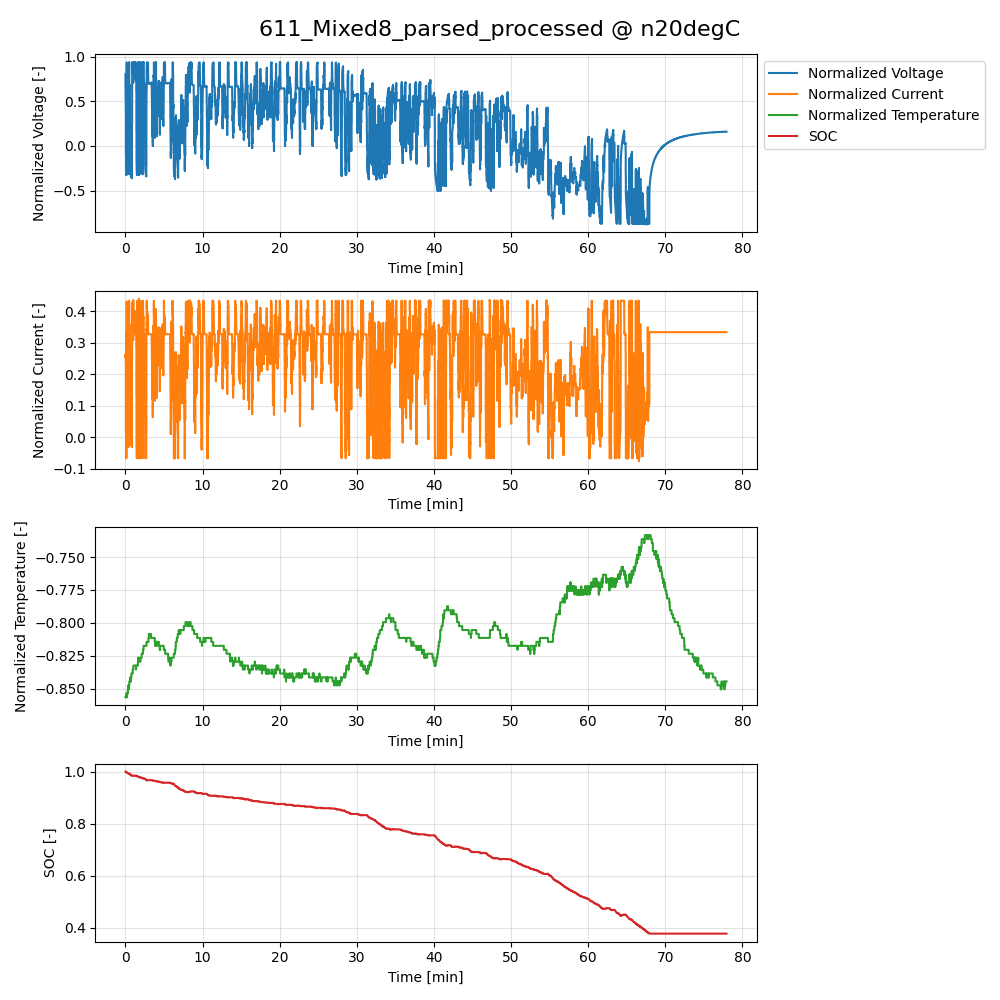 611_Mixed8_parsed_processed @ n20degC
Normalized Voltage [-]
1.0
0.5
0.0
−0.5
0 10 20 30 40 50 60 70 80
Time [min]
Normalized Voltage
Normalized Current
Normalized Temperature
SOC
Normalized Current [-]
0.4
0.3
0.2
0.1
0.0
−0.1
0 10 20 30 40 50 60 70 80
Time [min]
Normalized Temperature [-]
−0.750
−0.775
−0.800
−0.825
−0.850
0 10 20 30 40 50 60 70 80
Time [min]
SOC [-]
1.0
0.8
0.6
0.4
0 10 20 30 40 50 60 70 80
Time [min]